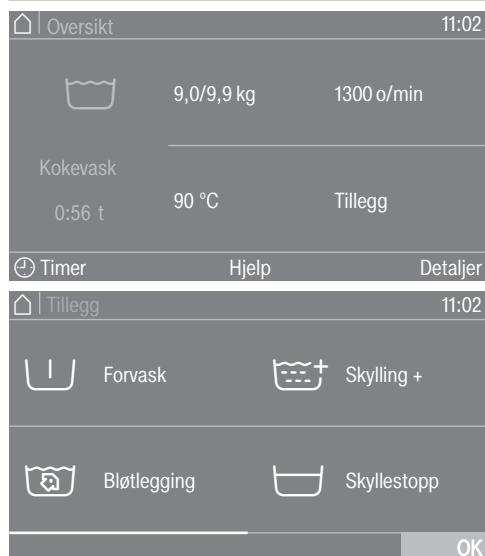 Oversikt 11:02
9,0/9,9 kg 1300 o/min
Kokevask
0:56 t
90 °C Tillegg
Timer Hjelp Detaljer
Tillegg 11:02
Forvask Skylling +
Bløtlegging Skyllestopp
OK